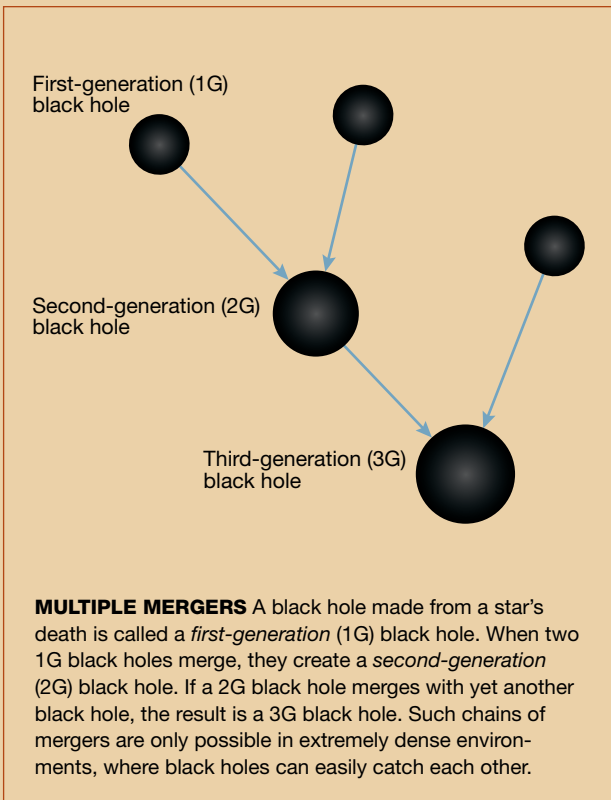 First-generation (1G)
black hole
Second-generation (2G)
black hole
Third-generation (3G)
black hole
MULTIPLE MERGERS A black hole made from a star’s
death is called a first-generation (1G) black hole. When two
1G black holes merge, they create a second-generation
(2G) black hole. If a 2G black hole merges with yet another
black hole, the result is a 3G black hole. Such chains of
mergers are only possible in extremely dense environ-
ments, where black holes can easily catch each other.